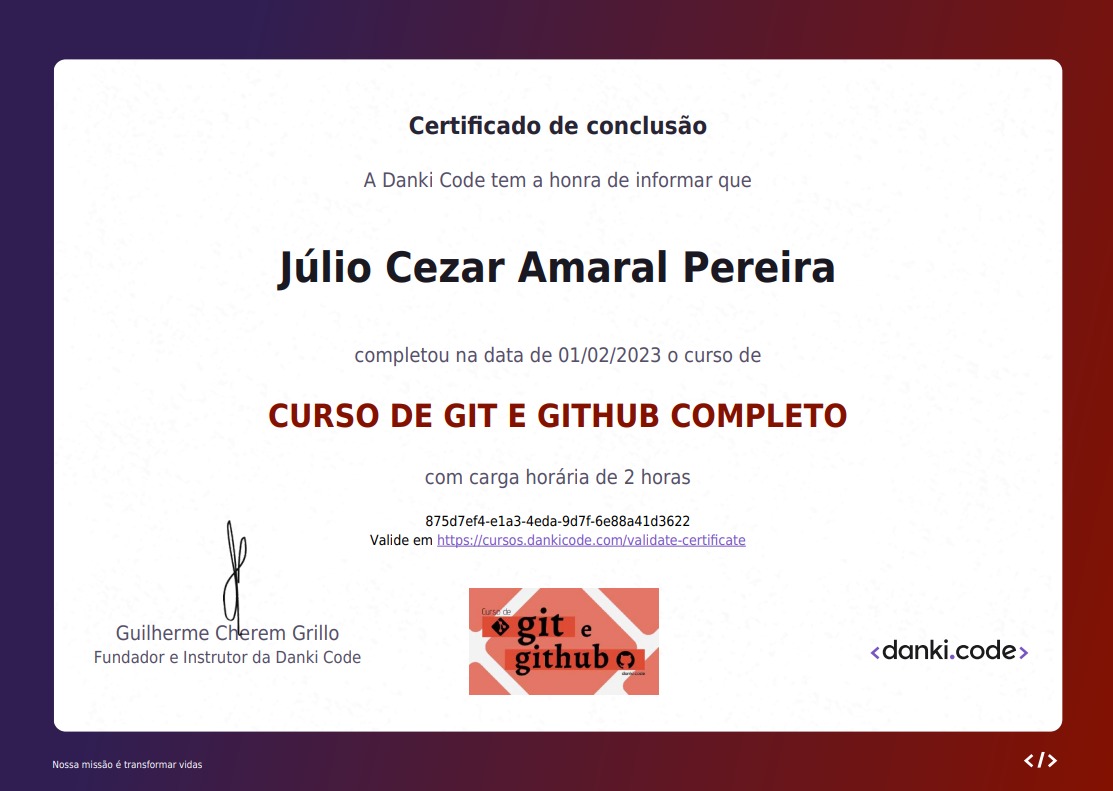 Certificado de conclusão
A Danki Code tem a honra de informar que
Júlio Cezar Amaral Pereira
completou na data de 01/02/2023 o curso de
CURSO DE GIT E GITHUB COMPLETO
com carga horária de 2 horas
875d7ef4-e1a3-4eda-9d7f-6e88a41d3622
Valide em https://cursos.dankicode.com/validate-certificate
Guilherme Cherem Grillo
Fundador e Instrutor da Danki Code
Curso de
git e
github
danki.code
<danki.code>
Nossa missão é transformar vidas
</>